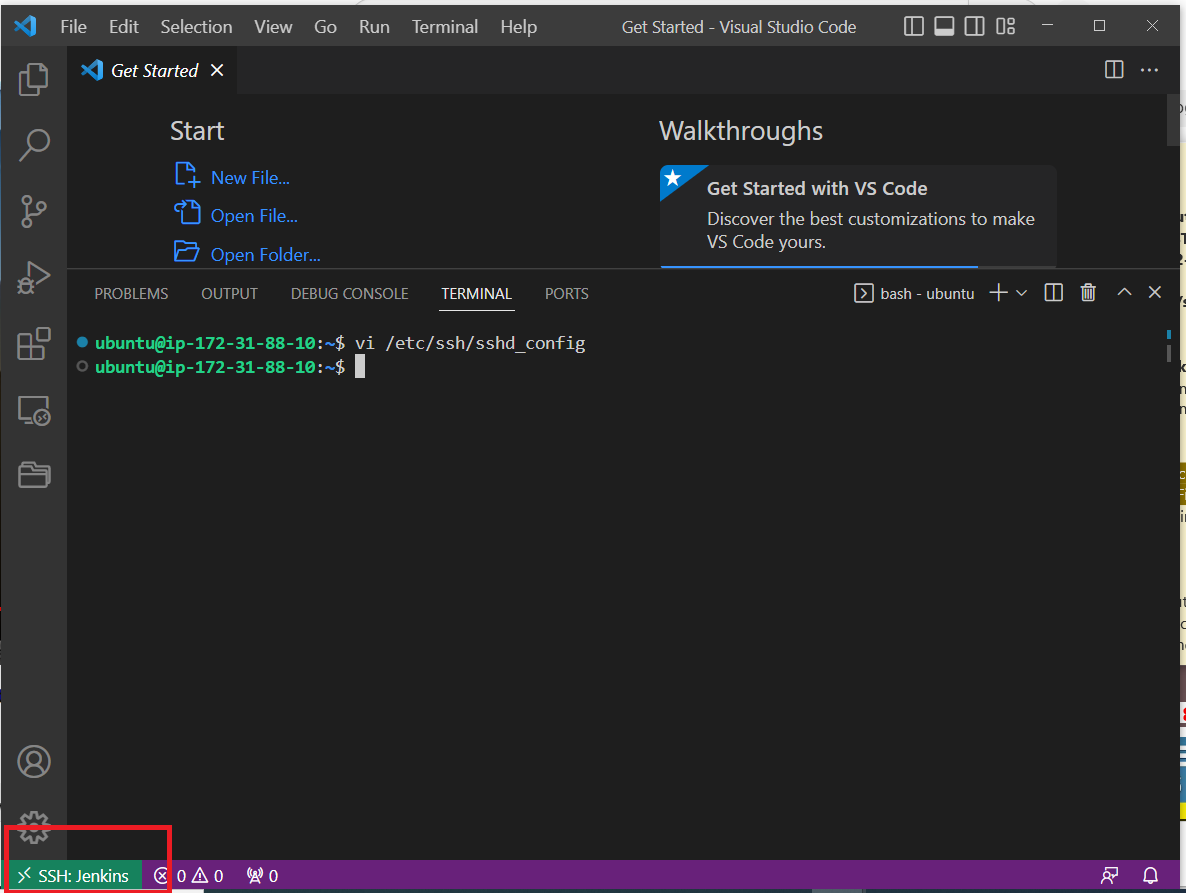 File Edit Selection View Go Run Terminal Help Get Started - Visual Studio Code
Get Started
Start
New File...
Open File...
Open Folder...
Walkthroughs
Get Started with VS Code
Discover the best customizations to make
VS Code yours.
PROBLEMS OUTPUT DEBUG CONSOLE TERMINAL PORTS bash - ubuntu
ubuntu@ip-172-31-88-10:~$ vi /etc/ssh/sshd_config
ubuntu@ip-172-31-88-10:~$
SSH: Jenkins 0 0 0